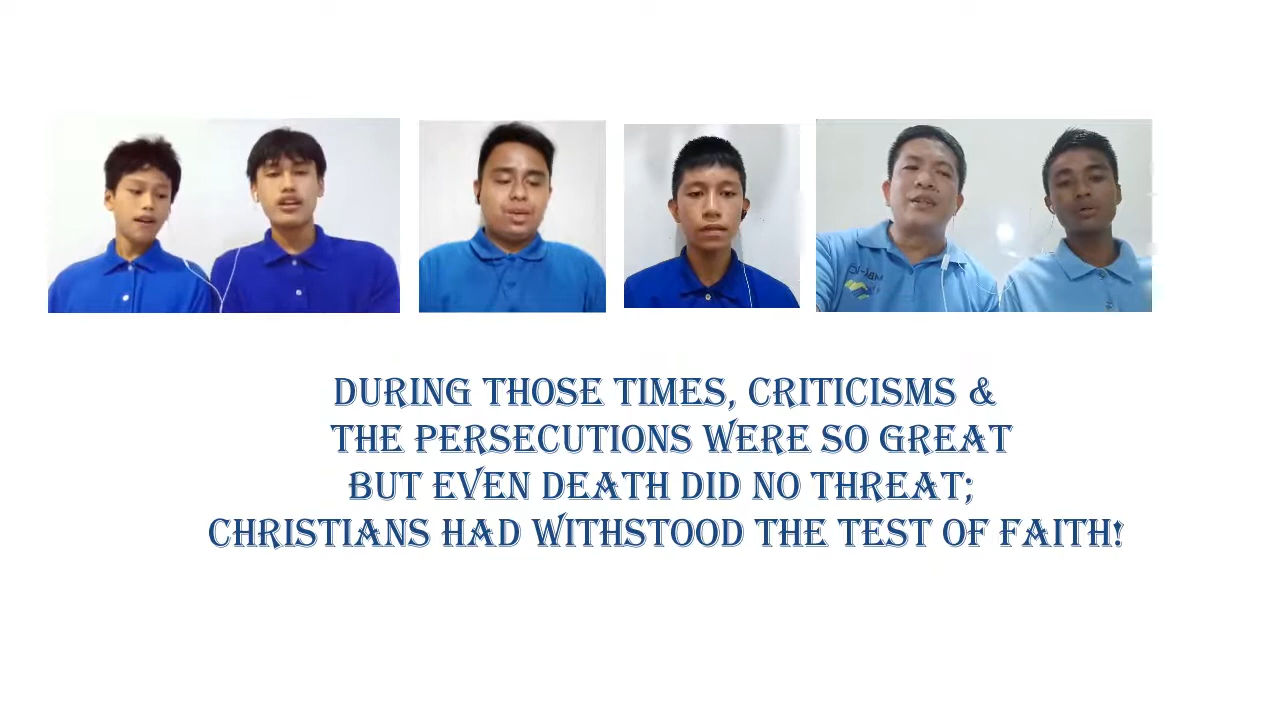 DURING THOSE TIMES, CRITICISMS &
THE PERSECUTIONS WERE SO GREAT
BUT EVEN DEATH DID NO THREAT;
CHRISTIANS HAD WITHSTOOD THE TEST OF FAITH!